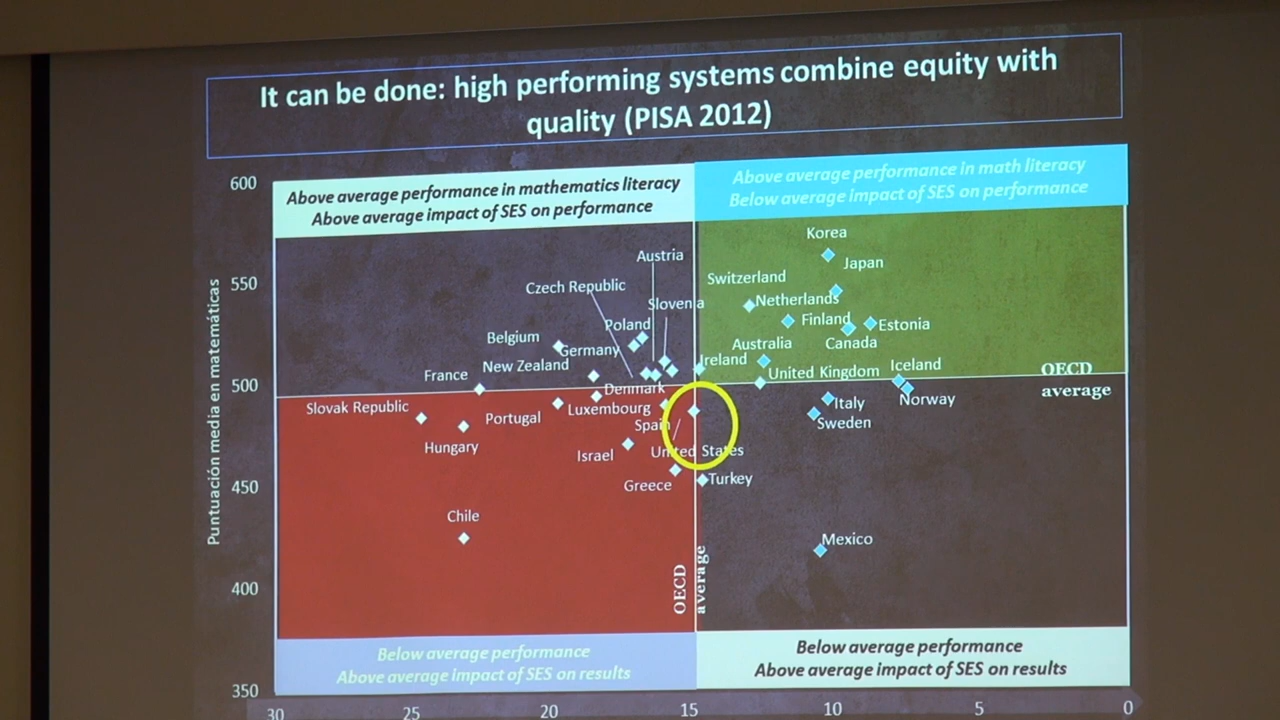 It can be done: high performing systems combine equity with
quality (PISA 2012)
Above average performance in mathematics literacy
Above average impact of SES on performance
Above average performance in math literacy
Below average impact of SES on performance
Puntuación media en matemáticas
600
550
500
450
400
350
Austria
Czech Republic
Slovenia
Poland
Belgium
Germany
New Zealand
France
Denmark
Slovak Republic
Portugal
Luxembourg
Spain
Hungary
Israel
United States
Greece
Chile
Korea
Japan
Switzerland
Netherlands
Finland
Estonia
Australia
Canada
Ireland
United Kingdom
Iceland
OECD
average
Norway
Italy
Sweden
Turkey
Mexico
OECD
average
Below average performance
Above average impact of SES on results
Below average performance
Above average impact of SES on results
30
25
20
15
10
5
0